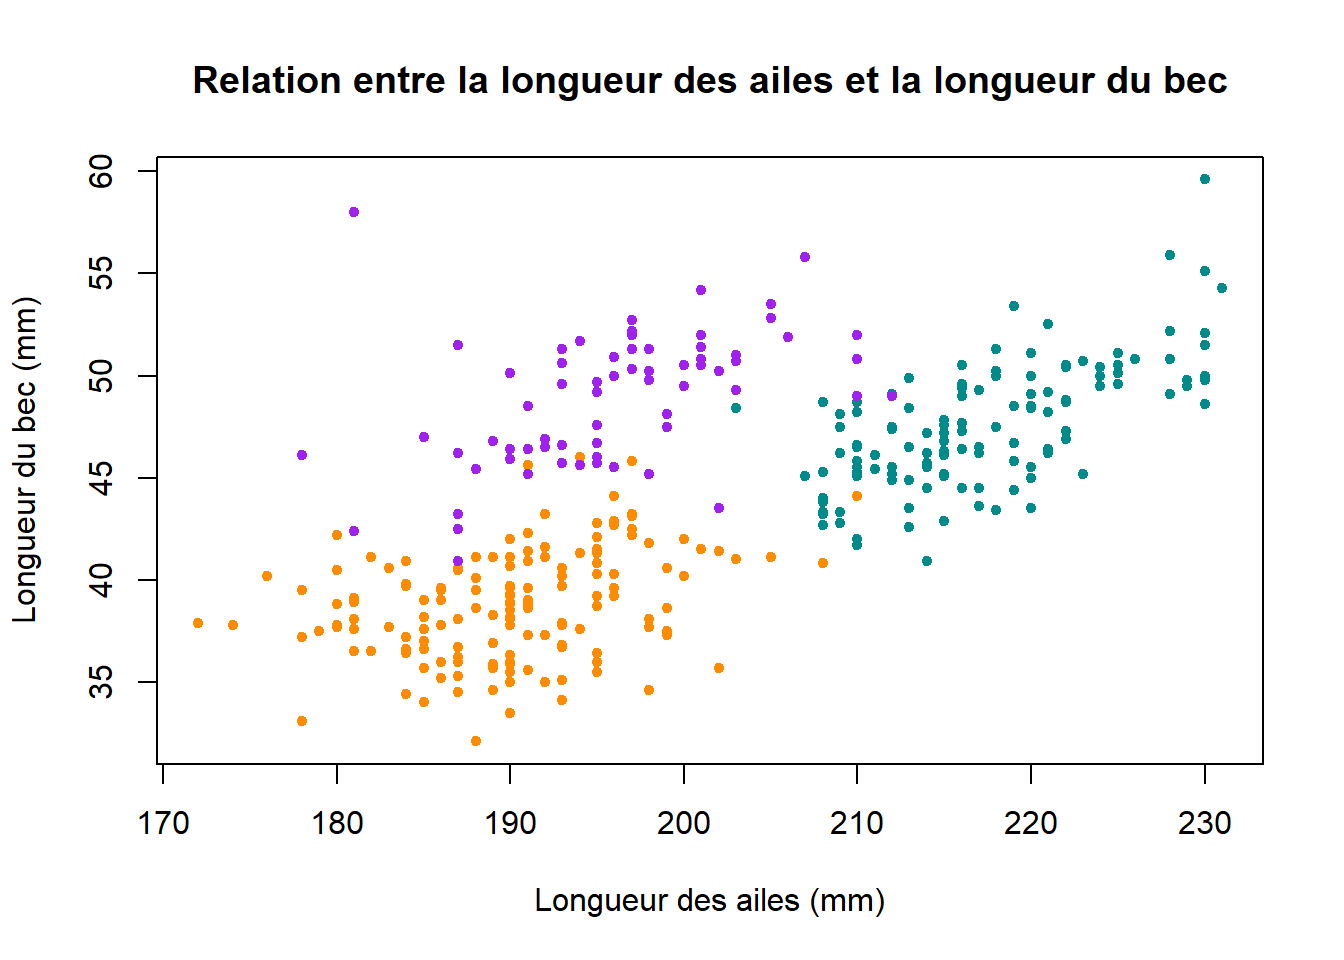 Relation entre la longueur des ailes et la longueur du bec
60
55
50
45
40
35
Longueur du bec (mm)
170 180 190 200 210 220 230
Longueur des ailes (mm)